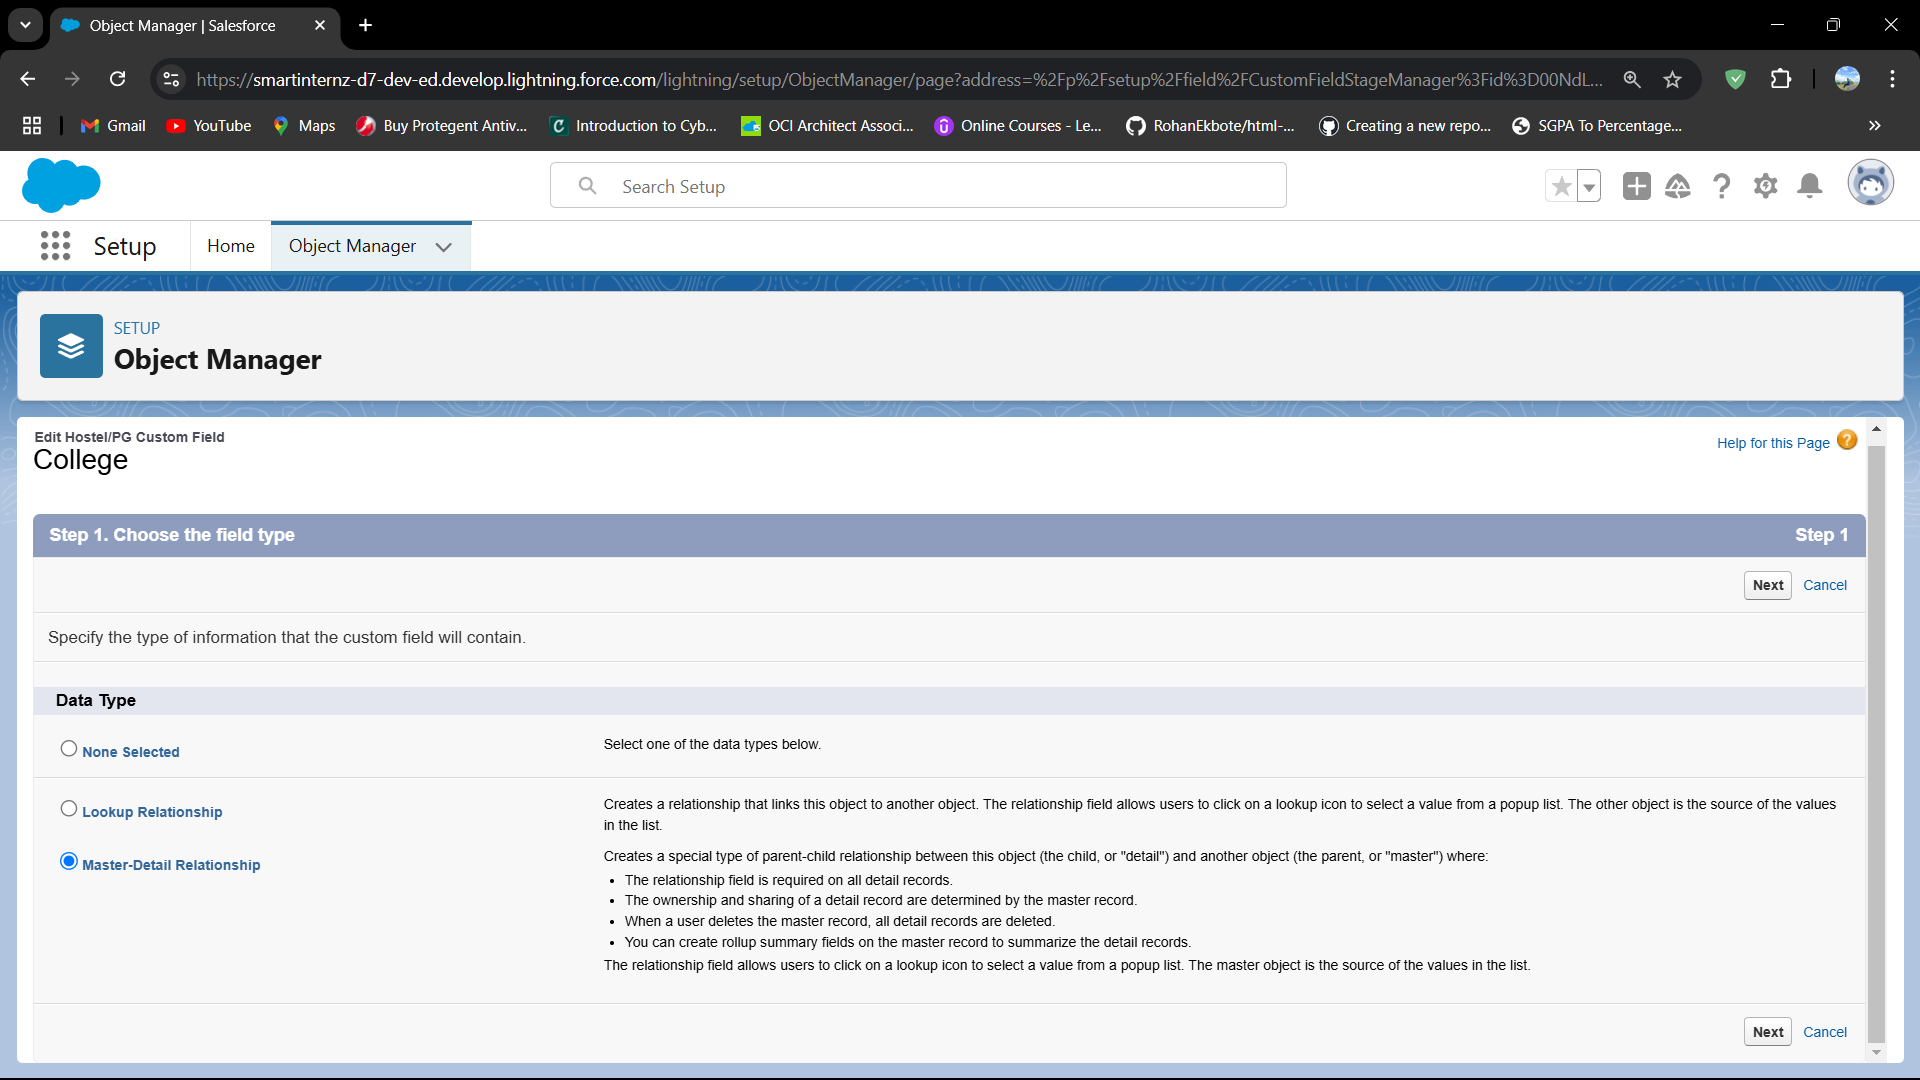 Object Manager | Salesforce
https://smartinternz-d7-dev-ed.develop.lightning.force.com/lightning/setup/ObjectManager/page?address=%2Fp%2Fsetup%2Ffield%2FCustomFieldStageManager%3Fid%3D00NdL...
Gmail YouTube Maps Buy Protegent Antiv... Introduction to Cyb... OCI Architect Associ... Online Courses - Le... RohanEkbote/html-... Creating a new repo... SGPA To Percentage...
Search Setup
Setup Home Object Manager
SETUP
Object Manager
Edit Hostel/PG Custom Field
College
Help for this Page ?
Step 1. Choose the field type Step 1
Next Cancel
Specify the type of information that the custom field will contain.
Data Type
None Selected Select one of the data types below.
Lookup Relationship Creates a relationship that links this object to another object. The relationship field allows users to click on a lookup icon to select a value from a popup list. The other object is the source of the values
in the list.
Master-Detail Relationship Creates a special type of parent-child relationship between this object (the child, or "detail") and another object (the parent, or "master") where:
• The relationship field is required on all detail records.
• The ownership and sharing of a detail record are determined by the master record.
• When a user deletes the master record, all detail records are deleted.
• You can create rollup summary fields on the master record to summarize the detail records.
The relationship field allows users to click on a lookup icon to select a value from a popup list. The master object is the source of the values in the list.
Next Cancel